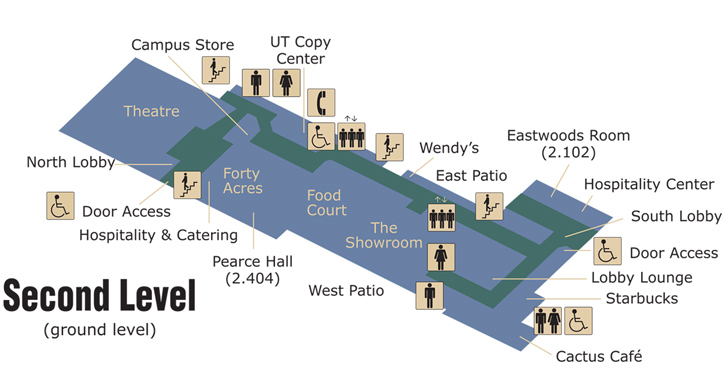 Campus Store
UT Copy
Center
Theatre
Wendy's
Eastwoods Room
(2.102)
North Lobby
Forty
Acres
East Patio
Hospitality Center
Food
Court
Door Access
South Lobby
Hospitality & Catering
The
Showroom
Door Access
Pearce Hall
(2.404)
Lobby Lounge
West Patio
Starbucks
Second Level
(ground level)
Cactus Café